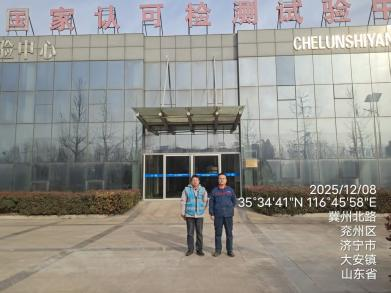 国家认可检测试验中
验中心
CHELUNSHIYAN
2025/12/08
35°34'41"N 116°45'58"E
冀州北路
兖州区
济宁市
大安镇
山东省